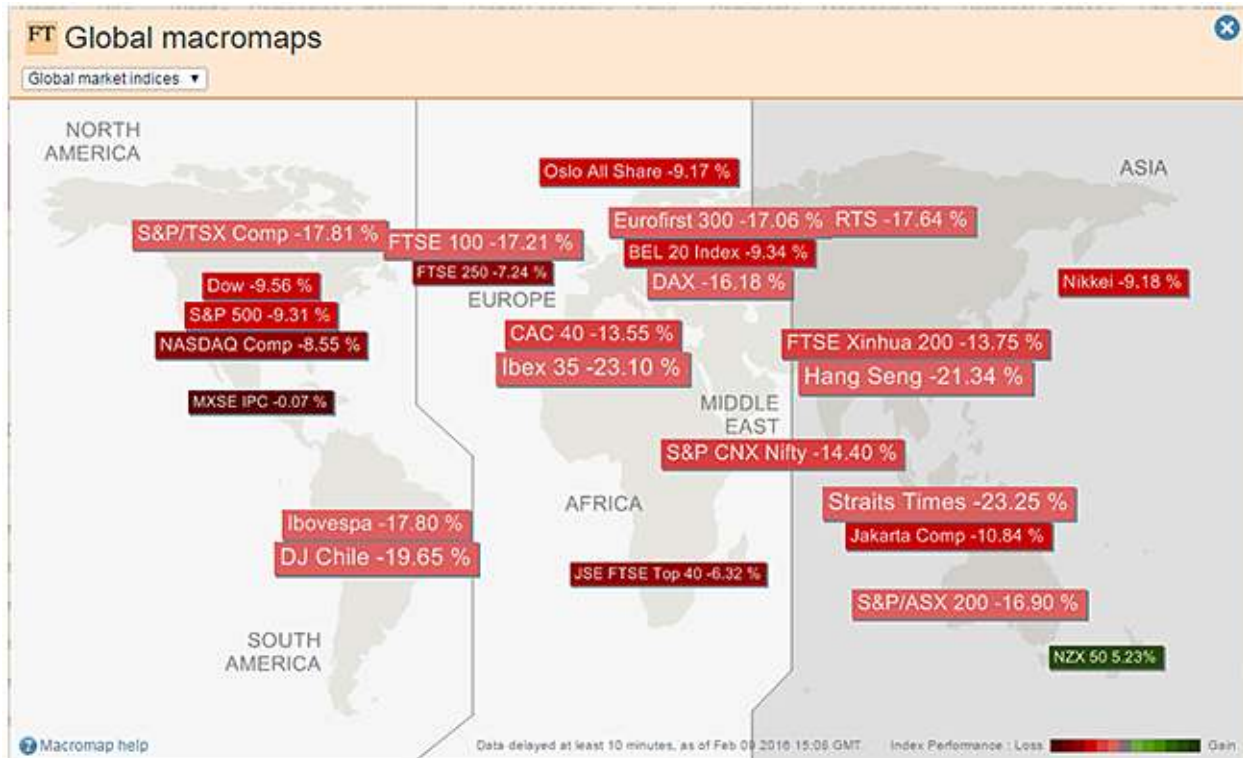 FT Global macromaps
Global market indices ▼
NORTH
AMERICA
ASIA
Oslo All Share -9.17 %
S&P/TSX Comp -17.81 %
FTSE 100 -17.21 %
Eurofirst 300 -17.06 %
RTS -17.64 %
BEL 20 Index -9.34 %
FTSE 250 -7.24 %
Dow -9.56 %
DAX -16.18 %
Nikkei -9.18 %
EUROPE
S&P 500 -9.31 %
CAC 40 -13.55 %
NASDAQ Comp -8.55 %
FTSE Xinhua 200 -13.75 %
Ibex 35 -23.10 %
Hang Seng -21.34 %
MXSE IPC -0.07 %
MIDDLE
EAST
S&P CNX Nifty -14.40 %
AFRICA
Straits Times -23.25 %
Ibovespa -17.80 %
Jakarta Comp -10.84 %
DJ Chile -19.65 %
JSE FTSE Top 40 -6.32 %
S&P/ASX 200 -16.90 %
SOUTH
AMERICA
NZX 50 5.23%
? Macromap help
Data delayed at least 10 minutes, as of Feb 09 2016 15:06 GMT.
Index Performance : Loss
Gain